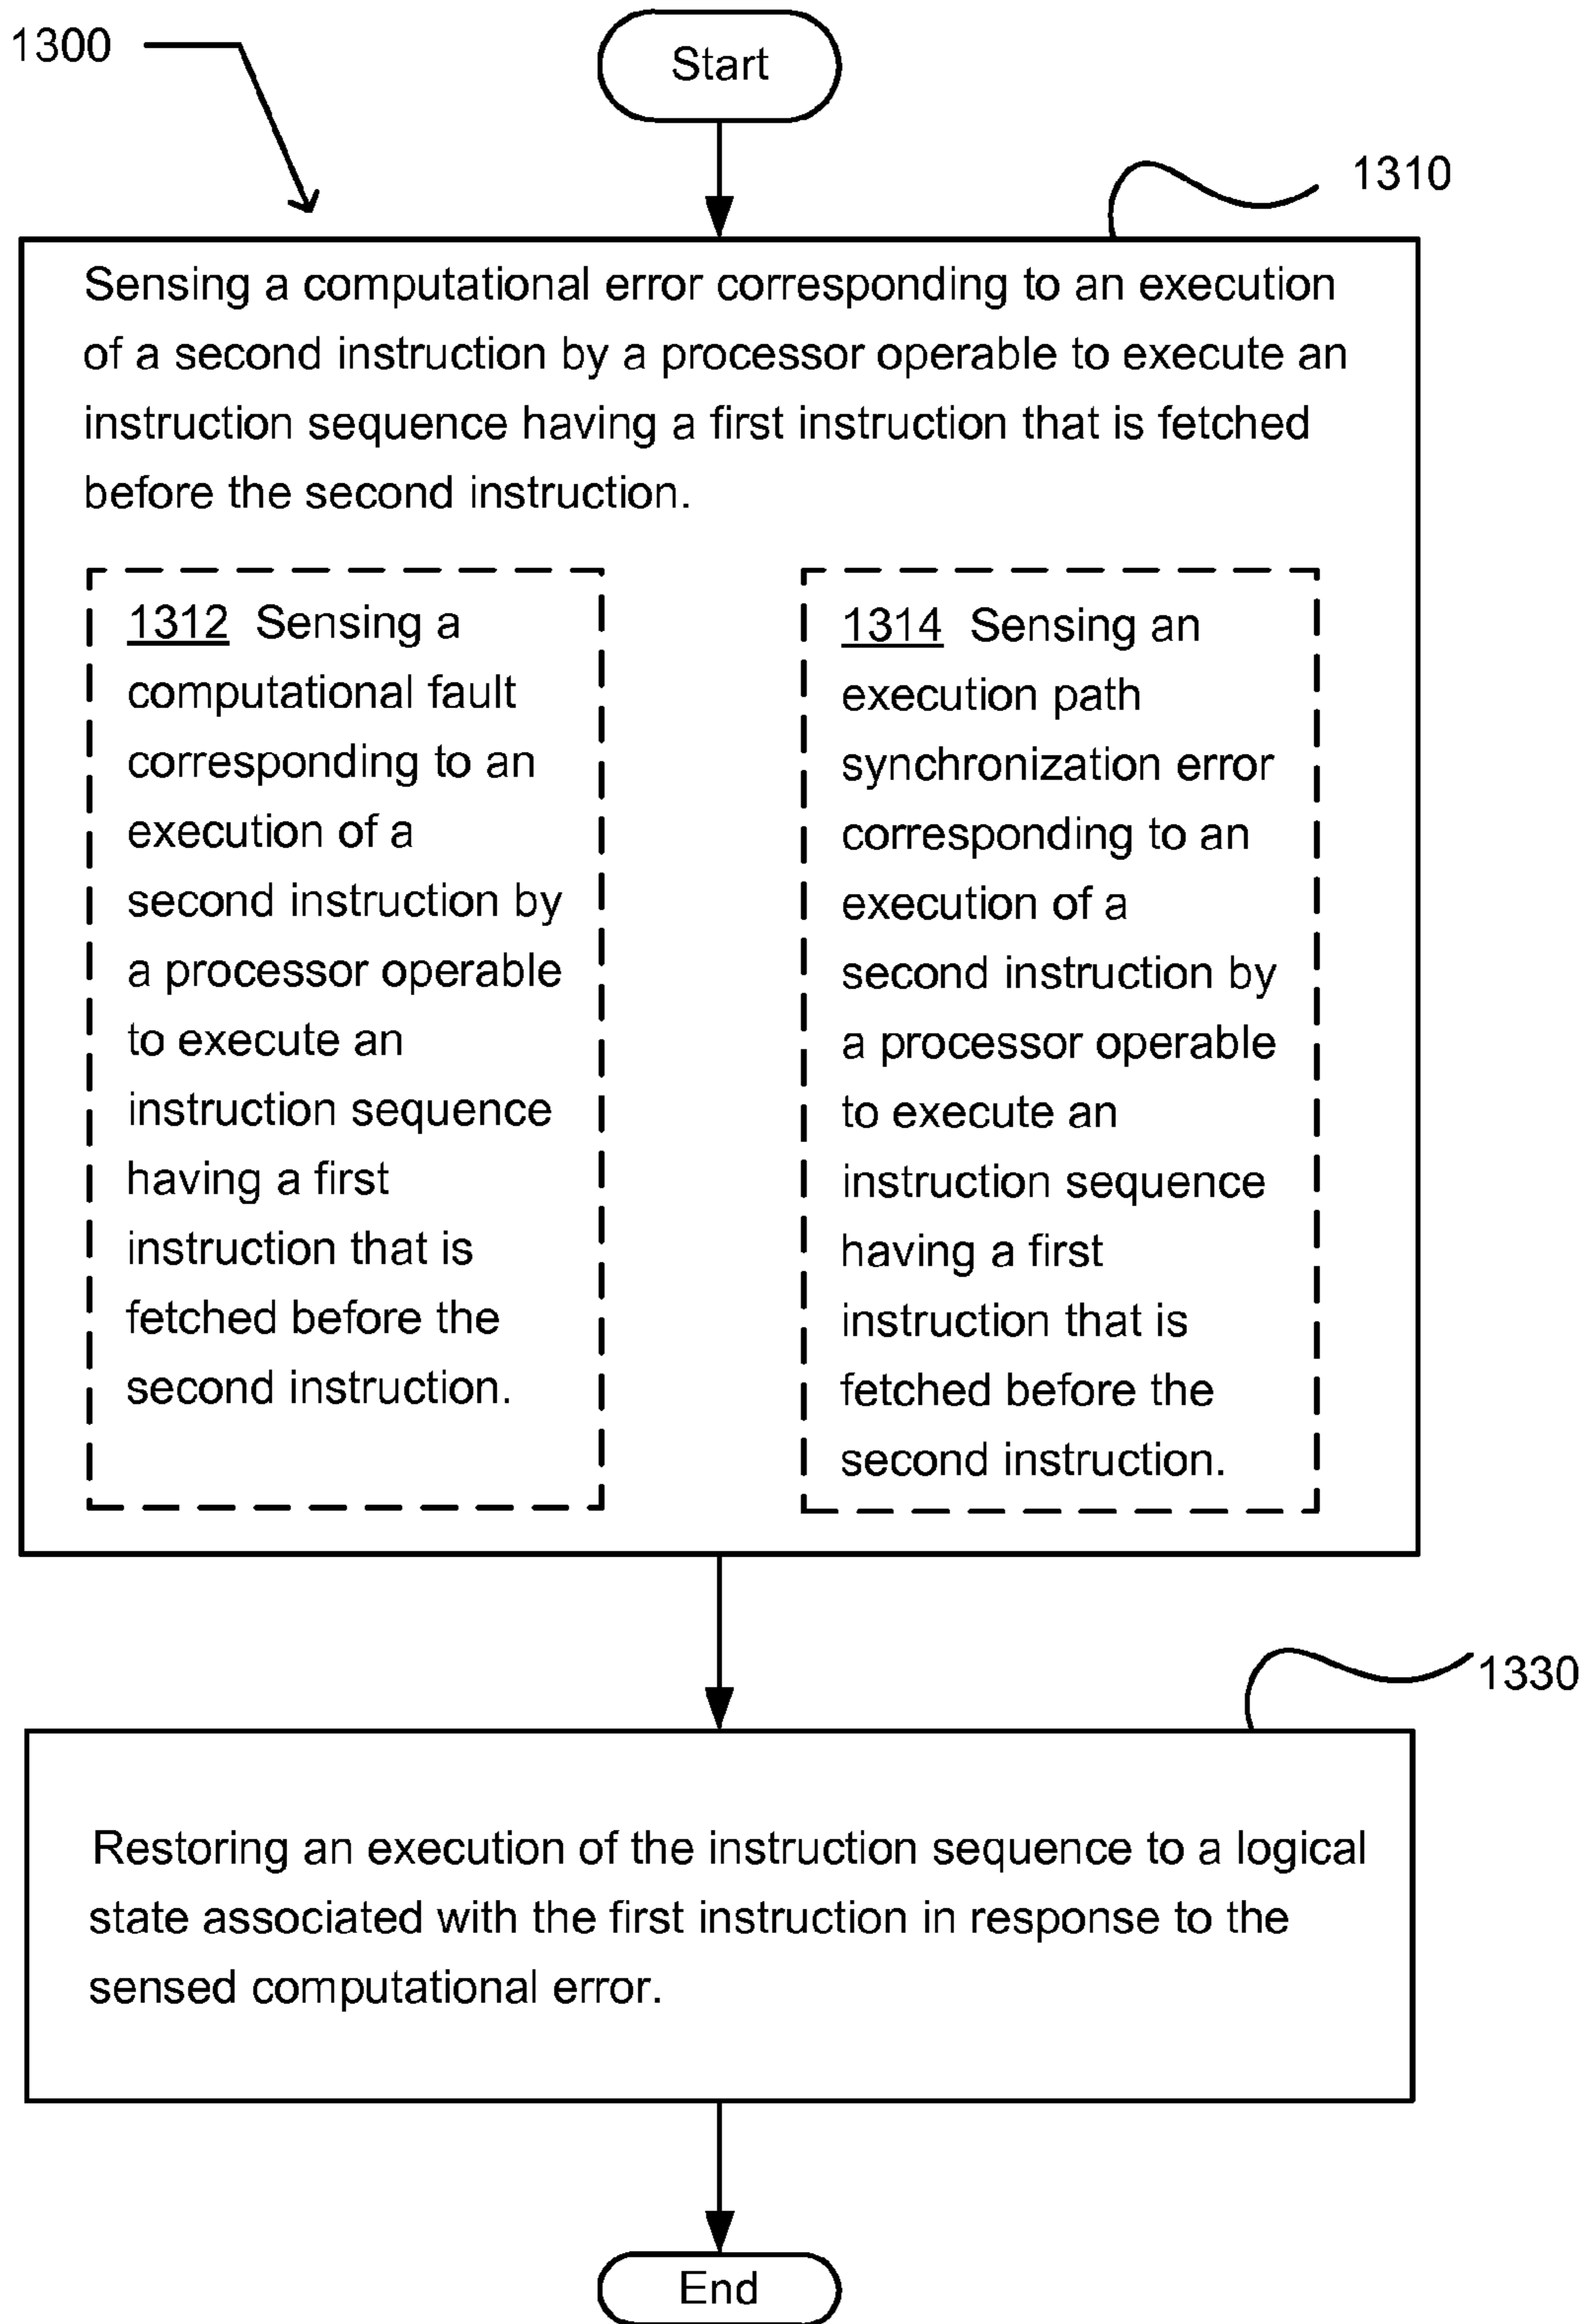 1300
Start
1310
Sensing a computational error corresponding to an execution
of a second instruction by a processor operable to execute an
instruction sequence having a first instruction that is fetched
before the second instruction.
1312 Sensing a
computational fault
corresponding to an
execution of a
second instruction by
a processor operable
to execute an
instruction sequence
having a first
instruction that is
fetched before the
second instruction.
1314 Sensing an
execution path
synchronization error
corresponding to an
execution of a
second instruction by
a processor operable
to execute an
instruction sequence
having a first
instruction that is
fetched before the
second instruction.
1330
Restoring an execution of the instruction sequence to a logical
state associated with the first instruction in response to the
sensed computational error.
End